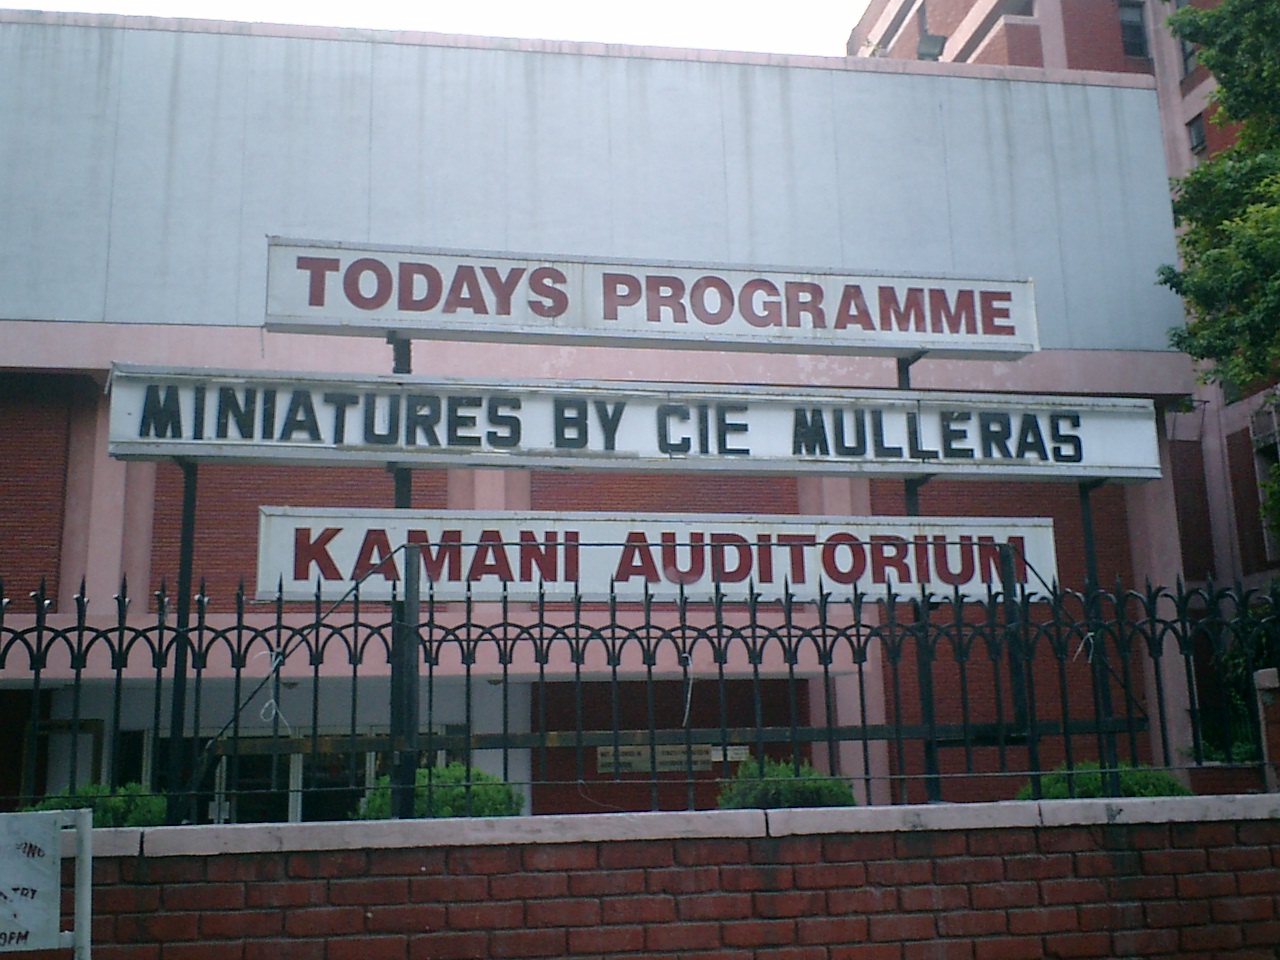 TODAYS PROGRAMME
MINIATURES BY CIE MULLERAS
KAMANI AUDITORIUM